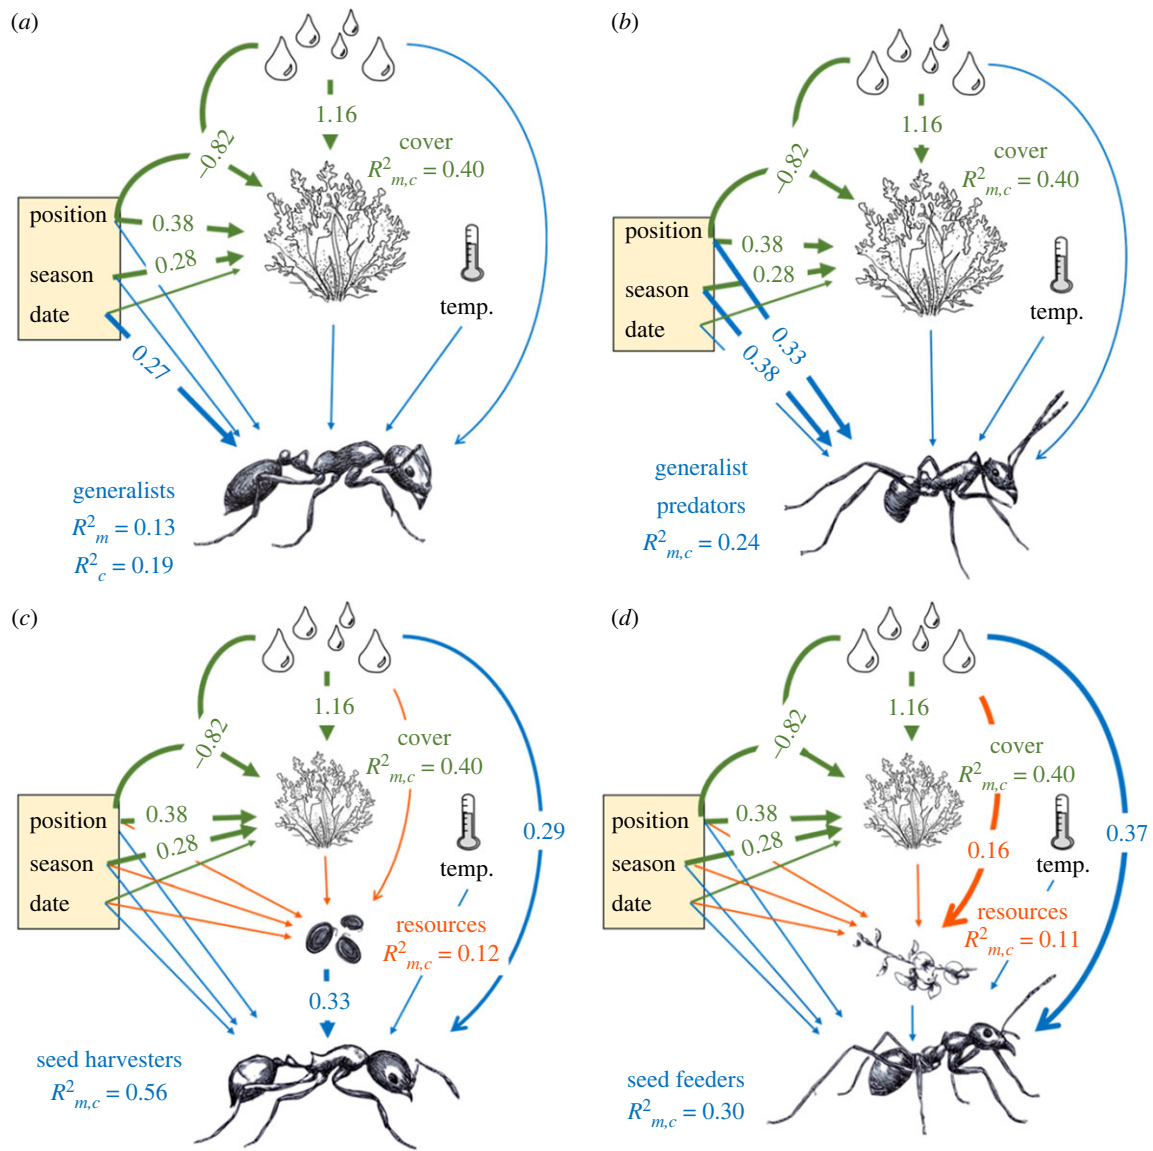 (a)
1.16
–0.82
cover
R²m,c = 0.40
position
0.38
season
0.28
date
temp.
0.27
generalists
R²m = 0.13
R²c = 0.19
(b)
1.16
–0.82
cover
R²m,c = 0.40
position
0.38
season
0.28
date
temp.
0.33
0.38
generalist
predators
R²m,c = 0.24
(c)
1.16
–0.82
cover
R²m,c = 0.40
position
0.38
season
0.28
date
temp.
0.29
resources
R²m,c = 0.12
0.33
seed harvesters
R²m,c = 0.56
(d)
1.16
–0.82
cover
R²m,c = 0.40
position
0.38
season
0.28
date
0.16
temp.
0.37
resources
R²m,c = 0.11
seed feeders
R²m,c = 0.30